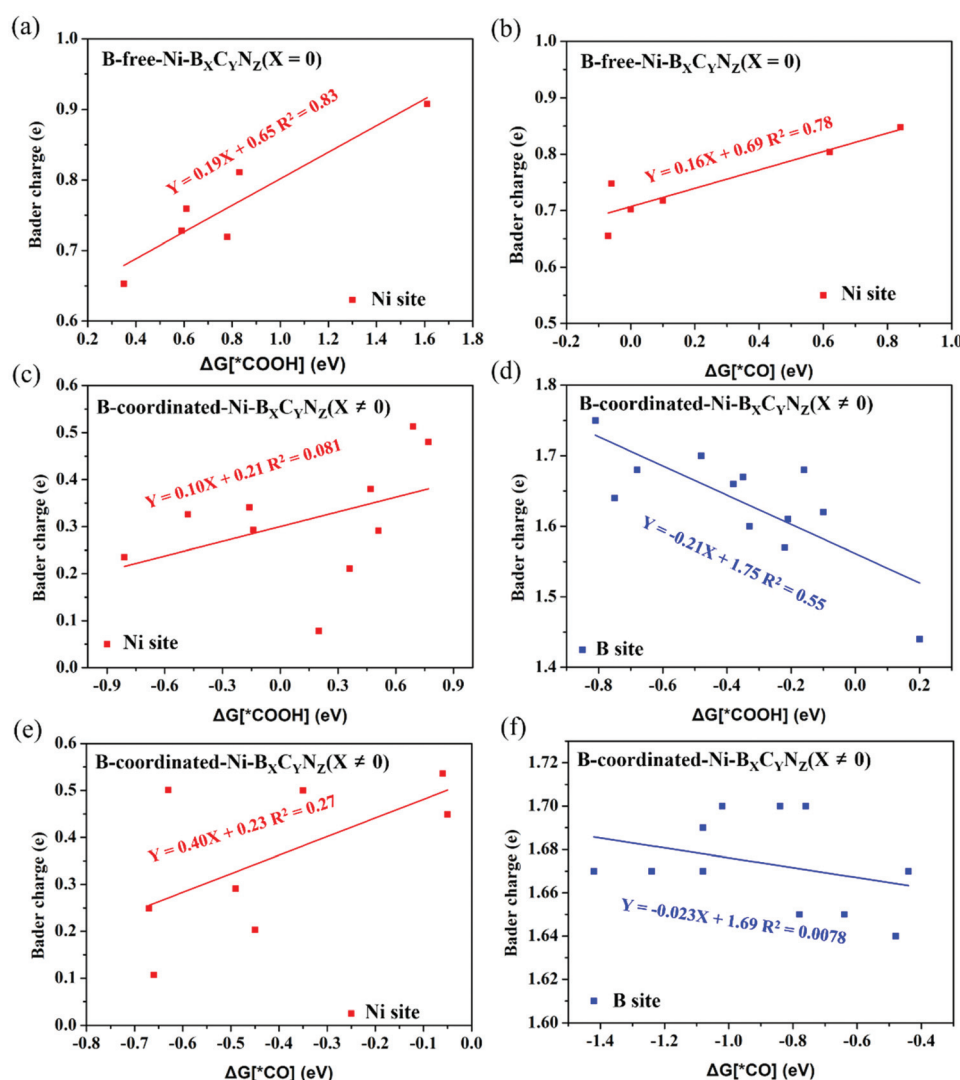 (a)
B-free-Ni-BXCYNZ(X = 0)
Y = 0.19X + 0.65 R² = 0.83
Ni site
Bader charge (e)
1.0
0.9
0.8
0.7
0.6
0.2 0.4 0.6 0.8 1.0 1.2 1.4 1.6 1.8
ΔG[*COOH] (eV)
(b)
B-free-Ni-BXCYNZ(X = 0)
Y = 0.16X + 0.69 R² = 0.78
Ni site
Bader charge (e)
1.0
0.9
0.8
0.7
0.6
0.5
-0.2 0.0 0.2 0.4 0.6 0.8 1.0
ΔG[*CO] (eV)
(c)
B-coordinated-Ni-BXCYNZ(X ≠ 0)
Y = 0.10X + 0.21 R² = 0.081
Ni site
Bader charge (e)
0.6
0.5
0.4
0.3
0.2
0.1
0.0
-0.9 -0.6 -0.3 0.0 0.3 0.6 0.9
ΔG[*COOH] (eV)
(d)
B-coordinated-Ni-BXCYNZ(X ≠ 0)
Y = -0.21X + 1.75 R² = 0.55
B site
Bader charge (e)
1.8
1.7
1.6
1.5
1.4
-0.8 -0.6 -0.4 -0.2 0.0 0.2
ΔG[*COOH] (eV)
(e)
B-coordinated-Ni-BXCYNZ(X ≠ 0)
Y = 0.40X + 0.23 R² = 0.27
Ni site
Bader charge (e)
0.6
0.5
0.4
0.3
0.2
0.1
0.0
-0.8 -0.7 -0.6 -0.5 -0.4 -0.3 -0.2 -0.1 0.0
ΔG[*CO] (eV)
(f)
B-coordinated-Ni-BXCYNZ(X ≠ 0)
Y = -0.023X + 1.69 R² = 0.0078
B site
Bader charge (e)
1.72
1.70
1.68
1.66
1.64
1.62
1.60
-1.4 -1.2 -1.0 -0.8 -0.6 -0.4
ΔG[*CO] (eV)